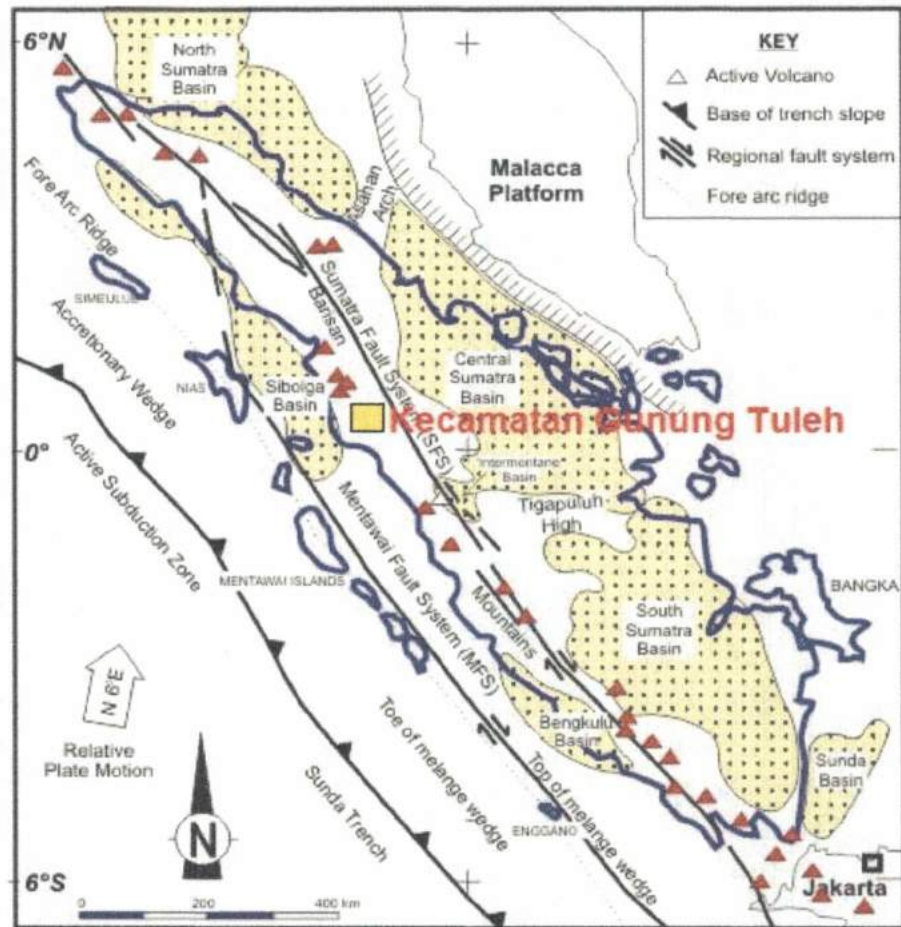 6°N
North
Sumatra
Basin
KEY
Active Volcano
Base of trench slope
Regional fault system
Fore arc ridge
Malacca
Platform
Asahan
Arch
Fore Arc Ridge
SIMEULUE
Accretionary Wedge
NIAS
Sibolga
Basin
Barisan
Sumatra Fault System (SFS)
Central
Sumatra
Basin
Kecamatan Gunung Tuleh
0°
Active Subduction Zone
"Intermontane"
Basin
Tigapuluh
High
MENTAWAI ISLANDS
Mentawai Fault System (MFS)
Mountains
BANGKA
South
Sumatra
Basin
N 6°E
Relative
Plate Motion
Bengkulu
Basin
Sunda
Basin
Toe of melange wedge
Top of melange wedge
Sunda Trench
ENGGANO
N
6°S
0
200
400 km
Jakarta